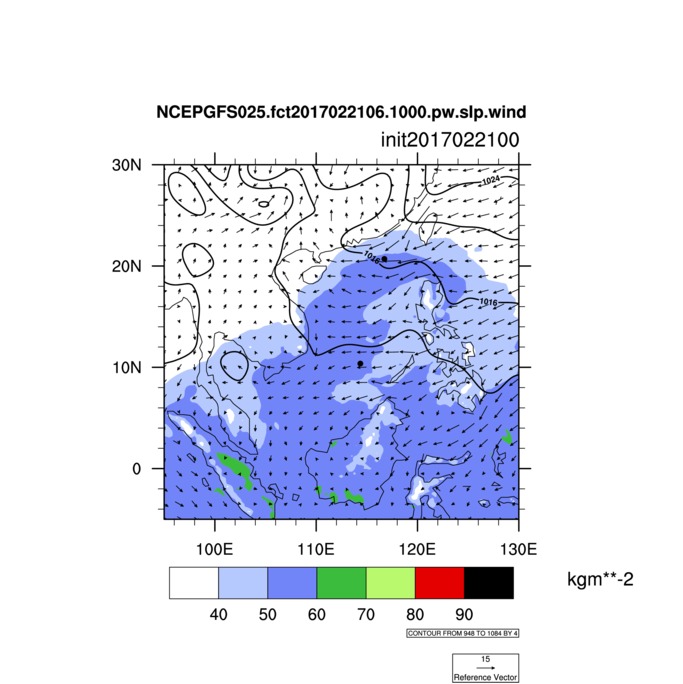 NCEPGFS025.fct2017022106.1000.pw.slp.wind
init2017022100
30N
1024
20N
1016
1016
10N
0
100E 110E 120E 130E
kgm**-2
40 50 60 70 80 90
CONTOUR FROM 948 TO 1084 BY 4
15
Reference Vector